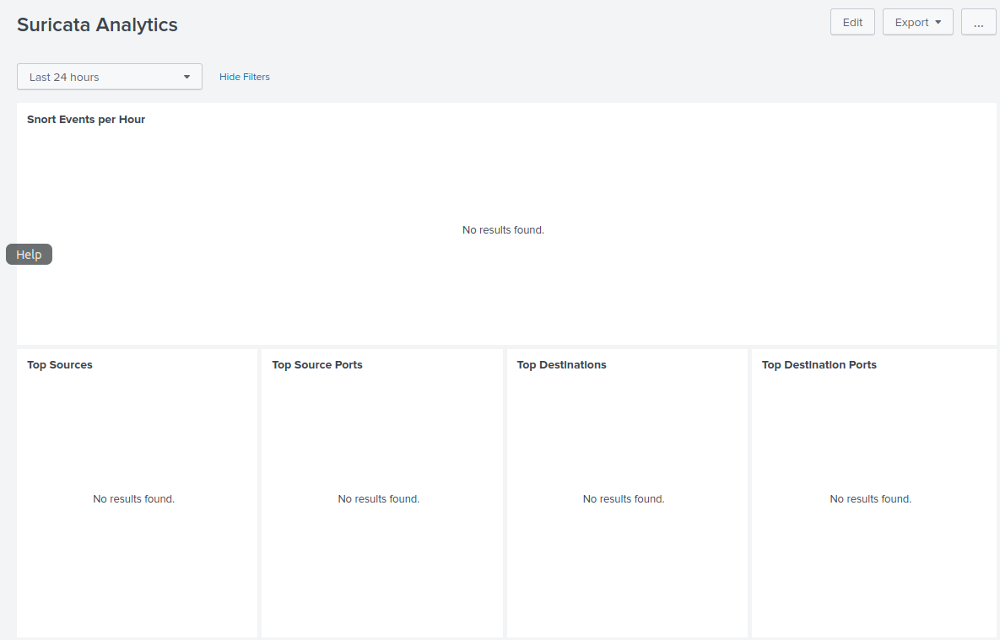 Suricata Analytics
Edit
Export
...
Last 24 hours
Hide Filters
Snort Events per Hour
No results found.
Help
Top Sources
Top Source Ports
Top Destinations
Top Destination Ports
No results found.
No results found.
No results found.
No results found.